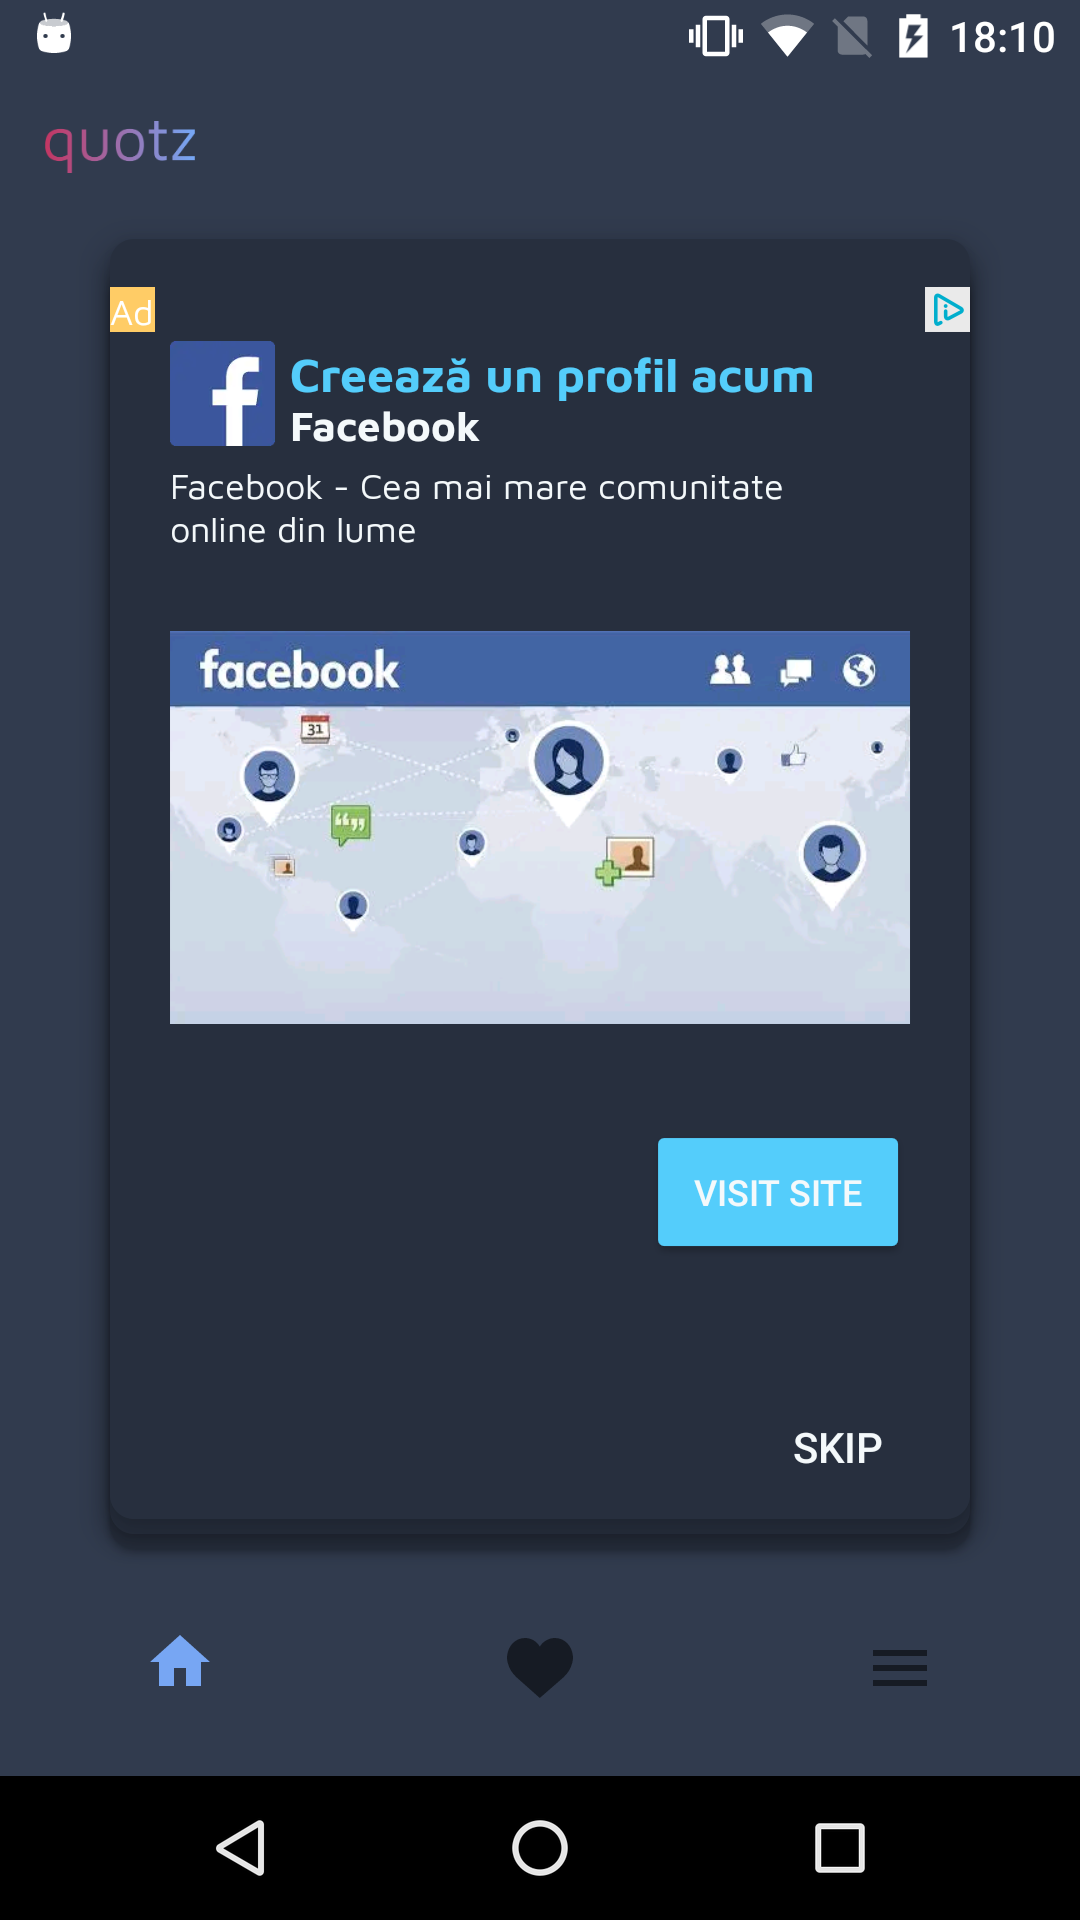 18:10
quotz
Ad
Creează un profil acum
Facebook
Facebook - Cea mai mare comunitate
online din lume
facebook
31
VISIT SITE
SKIP